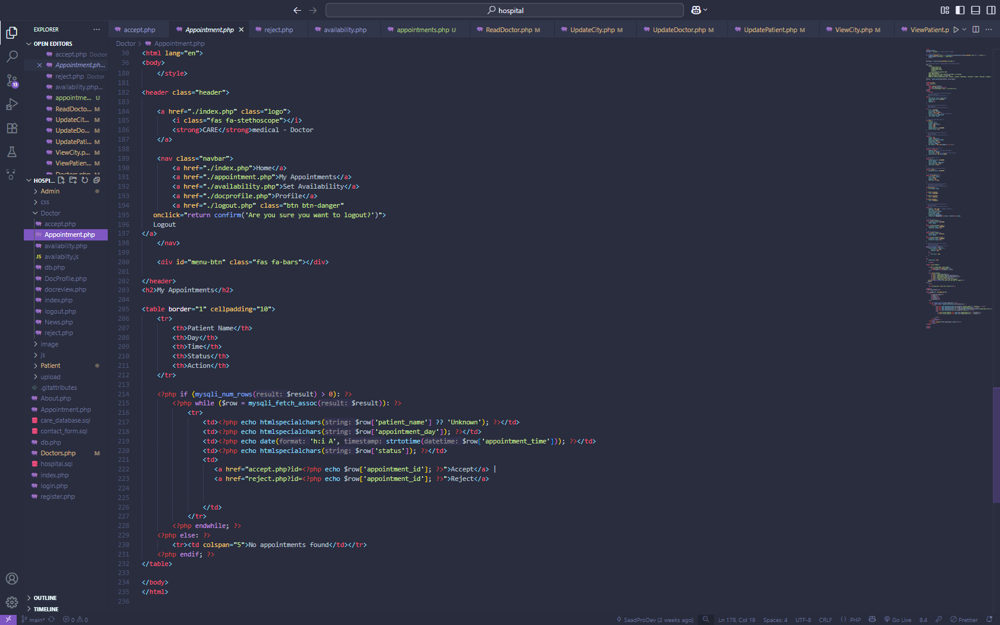 hospital
EXPLORER
accept.php
Appointment.php
reject.php
availability.php
appointments.php U
ReadDoctor.php M
UpdateCity.php M
UpdateDoctor.php M
UpdatePatient.php M
ViewCity.php M
ViewPatient.p
OPEN EDITORS
accept.php Doctor
Appointment.ph...
reject.php Doctor
availability.php...
appointme... U
ReadDocto... M
UpdateCit... M
UpdateDo... M
UpdatePati... M
ViewCity.p... M
ViewPatien... M
HOSPI...
Admin
css
Doctor
accept.php
Appointment.php
availability.php
JS availabilty.js
db.php
DocProfile.php
docreview.php
index.php
logout.php
News.php
reject.php
image
js
Patient
upload
.gitattributes
About.php
Appointment.php
care_database.sql
contact_form.sql
db.php
Doctors.php M
hospital.sql
index.php
login.php
register.php
OUTLINE
TIMELINE
13
Doctor > Appointment.php
30 <html lang="en">
36 <body>
180 </style>
181
182 <header class="header">
183
184 <a href="./index.php" class="logo">
185 <i class="fas fa-stethoscope"></i>
186 <strong>CARE</strong>medical - Doctor
187 </a>
188
189 <nav class="navbar">
190 <a href="./index.php">Home</a>
191 <a href="./appointment.php">My Appointments</a>
192 <a href="./availability.php">Set Availability</a>
193 <a href="./docprofile.php">Profile</a>
194 <a href="./logout.php" class="btn btn-danger"
195 onclick="return confirm('Are you sure you want to logout?')">
196 Logout
197 </a>
198 </nav>
199
200 <div id="menu-btn" class="fas fa-bars"></div>
201
202 </header>
203 <h2>My Appointments</h2>
204
205 <table border="1" cellpadding="10">
206 <tr>
207 <th>Patient Name</th>
208 <th>Day</th>
209 <th>Time</th>
210 <th>Status</th>
211 <th>Action</th>
212 </tr>
213
214 <?php if (mysqli_num_rows(result: $result) > 0): ?>
215 <?php while ($row = mysqli_fetch_assoc(result: $result)): ?>
216 <tr>
217 <td><?php echo htmlspecialchars(string: $row['patient_name'] ?? 'Unknown'); ?></td>
218 <td><?php echo htmlspecialchars(string: $row['appointment_day']); ?></td>
219 <td><?php echo date(format: 'h:i A', timestamp: strtotime(datetime: $row['appointment_time'])); ?></td>
220 <td><?php echo htmlspecialchars(string: $row['status']); ?></td>
221 <td>
222 <a href="accept.php?id=<?php echo $row['appointment_id']; ?>">Accept</a> |
223 <a href="reject.php?id=<?php echo $row['appointment_id']; ?>">Reject</a>
224
225
226 </td>
227 </tr>
228 <?php endwhile; ?>
229 <?php else: ?>
230 <tr><td colspan="5">No appointments found</td></tr>
231 <?php endif; ?>
232 </table>
233
234 </body>
235 </html>
236
main* 0 0
SaadProDev (2 weeks ago)
Ln 178, Col 19
Spaces: 4
UTF-8
CRLF
{ } PHP
Go Live
8.4
Prettier